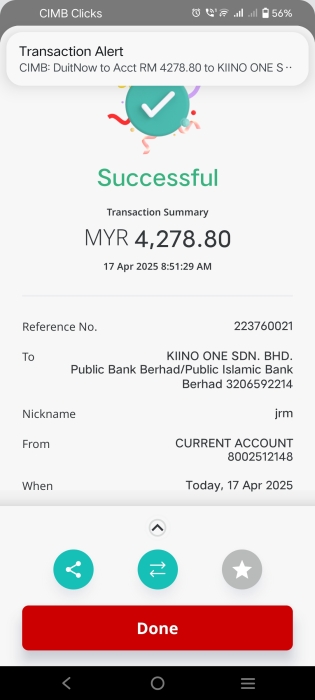 CIMB Clicks
56%
Transaction Alert
CIMB: DuitNow to Acct RM 4278.80 to KIINO ONE S ··
Successful
Transaction Summary
MYR 4,278.80
17 Apr 2025 8:51:29 AM
Reference No. 223760021
To KIINO ONE SDN. BHD.
Public Bank Berhad/Public Islamic Bank
Berhad 3206592214
Nickname jrm
From CURRENT ACCOUNT
8002512148
When Today, 17 Apr 2025
Done